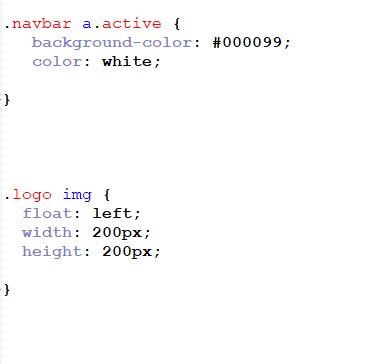 .navbar a.active {
background-color: #000099;
color: white;
}
.logo img {
float: left;
width: 200px;
height: 200px;
}